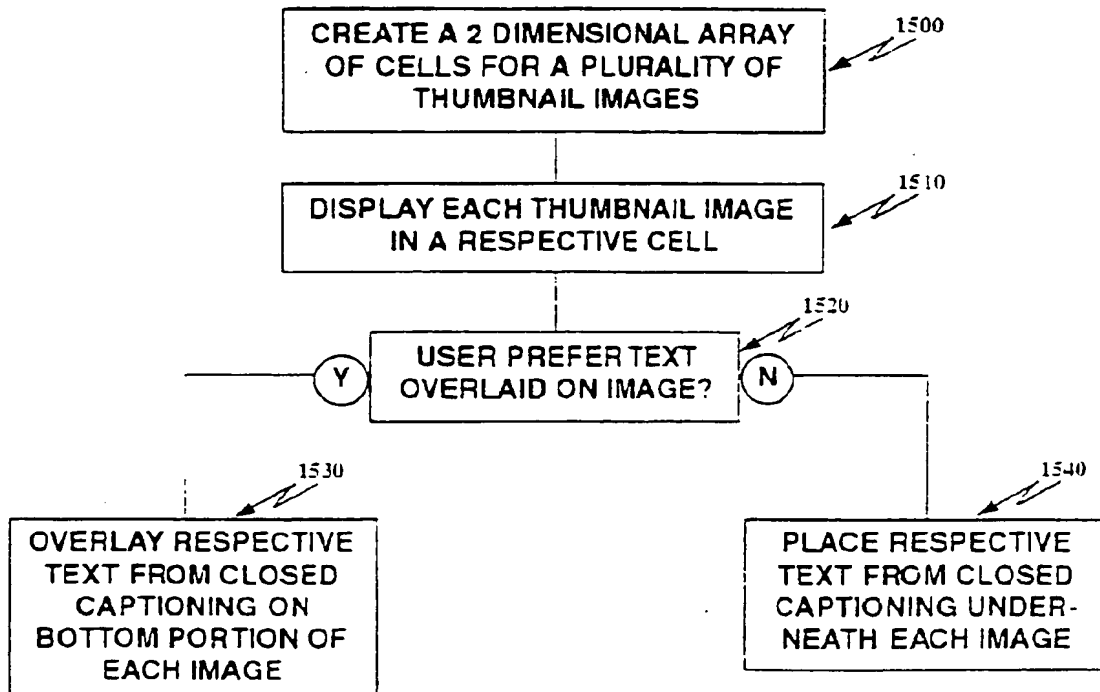 CREATE A 2 DIMENSIONAL ARRAY
OF CELLS FOR A PLURALITY OF
THUMBNAIL IMAGES
1500
DISPLAY EACH THUMBNAIL IMAGE
IN A RESPECTIVE CELL
1510
USER PREFER TEXT
OVERLAID ON IMAGE?
1520
Y
N
OVERLAY RESPECTIVE
TEXT FROM CLOSED
CAPTIONING ON
BOTTOM PORTION OF
EACH IMAGE
1530
PLACE RESPECTIVE
TEXT FROM CLOSED
CAPTIONING UNDER-
NEATH EACH IMAGE
1540